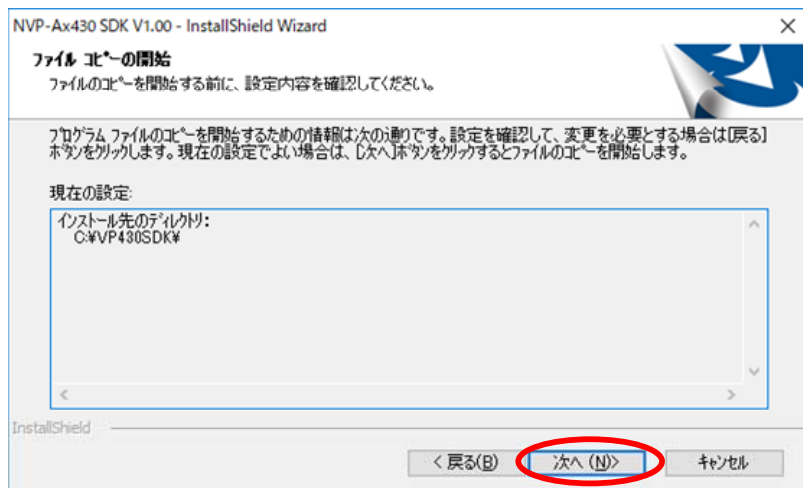 NVP-Ax430 SDK V1.00 - InstallShield Wizard
ファイル コピーの開始
ファイルのコピーを開始する前に、設定内容を確認してください。
プログラム ファイルのコピーを開始するための情報は次の通りです。設定を確認して、変更を必要とする場合は[戻る]
ボタンをクリックします。現在の設定でよい場合は、[次へ]ボタンをクリックするとファイルのコピーを開始します。
現在の設定:
インストール先のディレクトリ:
C:¥VP430SDK¥
InstallShield
< 戻る(B)
次へ (N)>
キャンセル